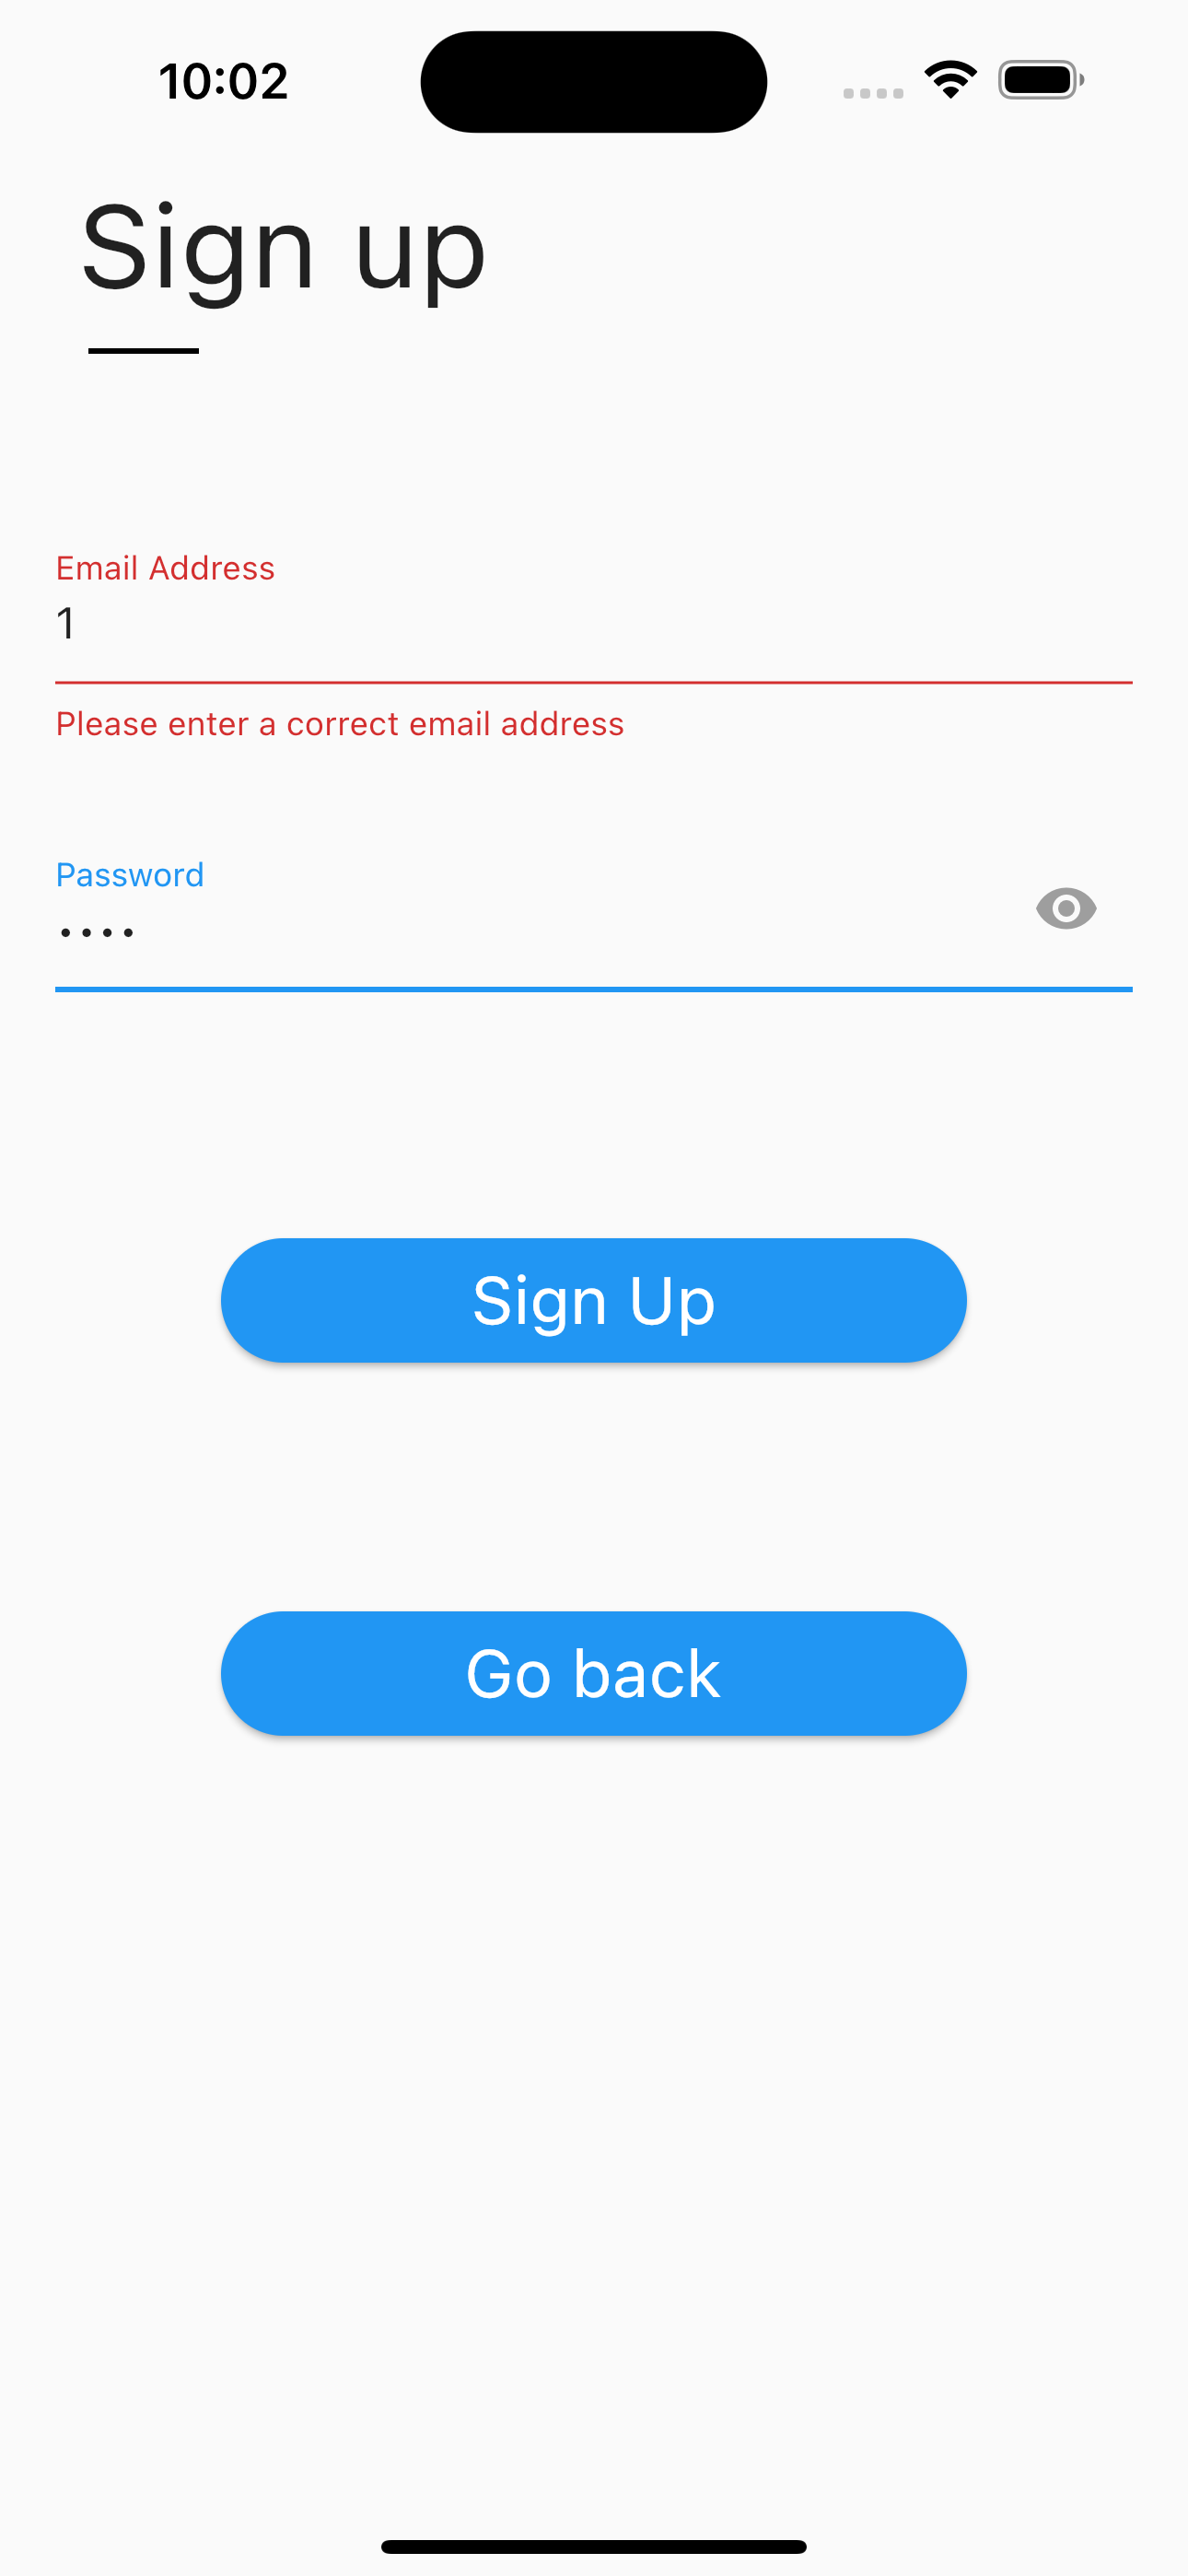 10:02
Sign up
Email Address
1
Please enter a correct email address
Password
••••
Sign Up
Go back